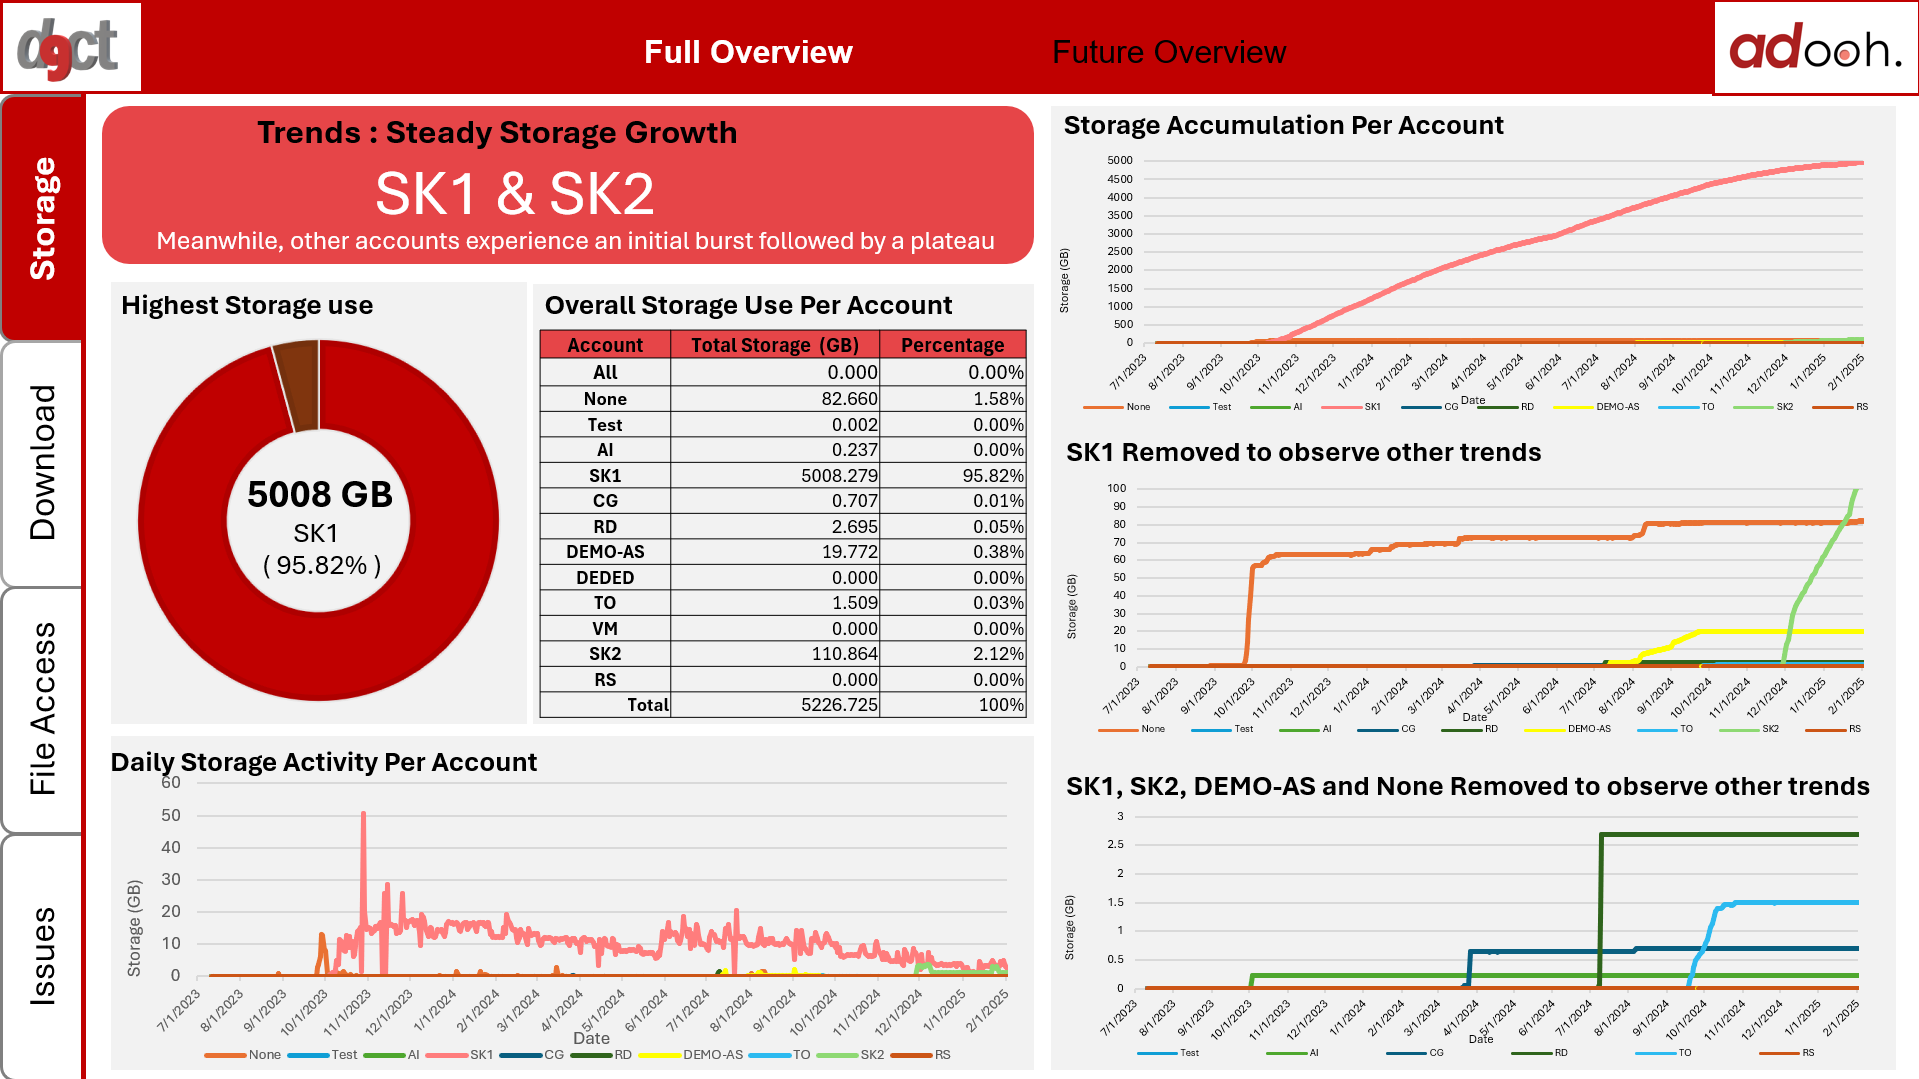 d9ct
Full Overview
Future Overview
adooh.
Storage
Download
File Access
Issues
Trends : Steady Storage Growth
SK1 & SK2
Meanwhile, other accounts experience an initial burst followed by a plateau
Highest Storage use
5008 GB
SK1
( 95.82% )
Overall Storage Use Per Account
Account Total Storage (GB) Percentage
All 0.000 0.00%
None 82.660 1.58%
Test 0.002 0.00%
AI 0.237 0.00%
SK1 5008.279 95.82%
CG 0.707 0.01%
RD 2.695 0.05%
DEMO-AS 19.772 0.38%
DEDED 0.000 0.00%
TO 1.509 0.03%
VM 0.000 0.00%
SK2 110.864 2.12%
RS 0.000 0.00%
Total 5226.725 100%
Daily Storage Activity Per Account
60
50
40
30
20
10
0
Storage (GB)
7/1/2023 8/1/2023 9/1/2023 10/1/2023 11/1/2023 12/1/2023 1/1/2024 2/1/2024 3/1/2024 4/1/2024 5/1/2024 6/1/2024 7/1/2024 8/1/2024 9/1/2024 10/1/2024 11/1/2024 12/1/2024 1/1/2025 2/1/2025
Date
None Test AI SK1 CG RD DEMO-AS TO SK2 RS
Storage Accumulation Per Account
5000
4500
4000
3500
3000
2500
2000
1500
1000
500
0
Storage (GB)
7/1/2023 8/1/2023 9/1/2023 10/1/2023 11/1/2023 12/1/2023 1/1/2024 2/1/2024 3/1/2024 4/1/2024 5/1/2024 6/1/2024 7/1/2024 8/1/2024 9/1/2024 10/1/2024 11/1/2024 12/1/2024 1/1/2025 2/1/2025
Date
None Test AI SK1 CG RD DEMO-AS TO SK2 RS
SK1 Removed to observe other trends
100
90
80
70
60
50
40
30
20
10
0
Storage (GB)
7/1/2023 8/1/2023 9/1/2023 10/1/2023 11/1/2023 12/1/2023 1/1/2024 2/1/2024 3/1/2024 4/1/2024 5/1/2024 6/1/2024 7/1/2024 8/1/2024 9/1/2024 10/1/2024 11/1/2024 12/1/2024 1/1/2025 2/1/2025
Date
None Test AI CG RD DEMO-AS TO SK2 RS
SK1, SK2, DEMO-AS and None Removed to observe other trends
3
2.5
2
1.5
1
0.5
0
Storage (GB)
7/1/2023 8/1/2023 9/1/2023 10/1/2023 11/1/2023 12/1/2023 1/1/2024 2/1/2024 3/1/2024 4/1/2024 5/1/2024 6/1/2024 7/1/2024 8/1/2024 9/1/2024 10/1/2024 11/1/2024 12/1/2024 1/1/2025 2/1/2025
Date
Test AI CG RD TO RS